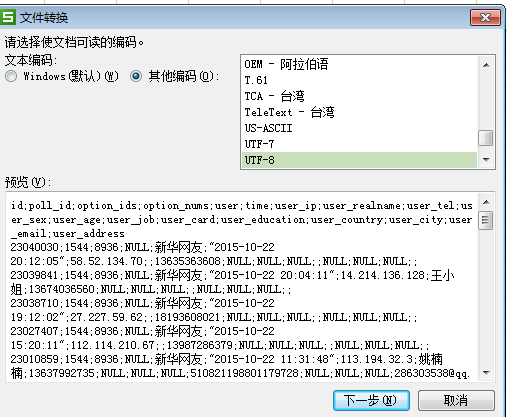 文件转换
请选择使文档可读的编码。
文本编码:
Windows(默认)(W) 其他编码(O):
OEM - 阿拉伯语
T.61
TCA - 台湾
TeleText - 台湾
US-ASCII
UTF-7
UTF-8
预览(V):
id;poll_id;option_ids;option_nums;user;time;user_ip;user_realname;user_tel;us
er_sex;user_age;user_job;user_card;user_education;user_country;user_city;user
_email;user_address
23040030;1544;8936;NULL;新华网友;"2015-10-22
20:12:05";58.52.134.70;;13635363608;NULL;NULL;NULL;;NULL;NULL;NULL;;
23039841;1544;8936;NULL;新华网友;"2015-10-22 20:04:11";14.214.136.128;王小
姐;13674036560;NULL;NULL;NULL;;NULL;NULL;NULL;;
23038710;1544;8936;NULL;新华网友;"2015-10-22
19:12:02";27.227.59.62;;18193608021;NULL;NULL;NULL;;NULL;NULL;NULL;;
23027407;1544;8936;NULL;新华网友;"2015-10-22
15:20:11";112.114.210.67;;13987286379;NULL;NULL;NULL;;NULL;NULL;NULL;;
23010859;1544;8936;NULL;新华网友;"2015-10-22 11:31:48";113.194.32.3;姚楠
楠;13637992735;NULL;NULL;NULL;510821198801179728;NULL;NULL;NULL;286303538@qq.
下一步(N) 取消